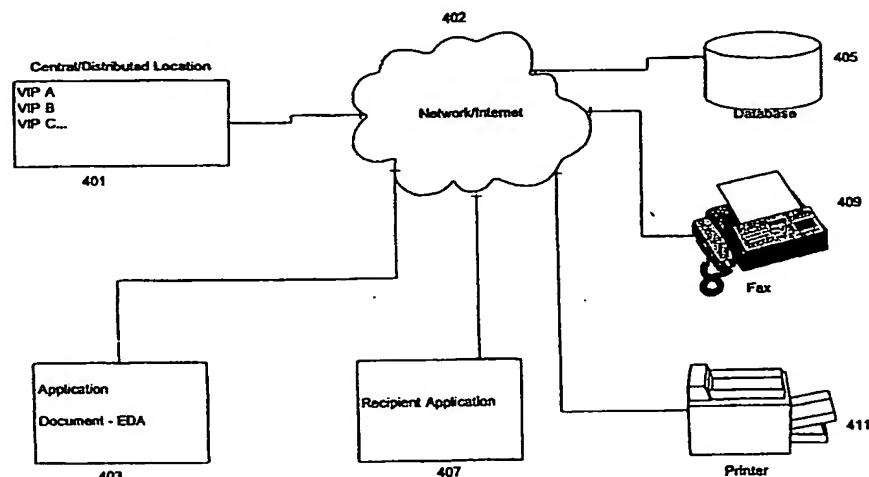 402
Central/Distributed Location
VIP A
VIP B
VIP C...
401
Network/Internet
405
Database
409
Fax
Application
Document - EDA
403
Recipient Application
407
411
Printer